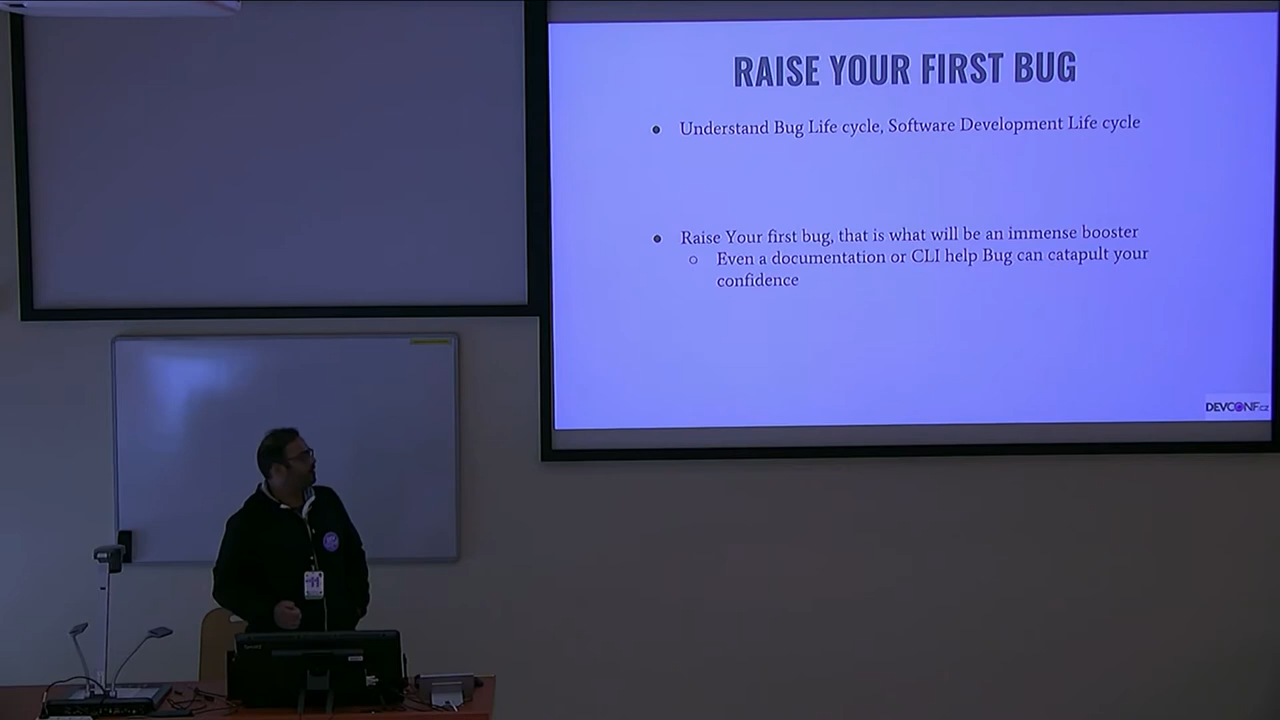 RAISE YOUR FIRST BUG
Understand Bug Life cycle, Software Development Life cycle
Raise Your first bug, that is what will be an immense booster
Even a documentation or CLI help Bug can catapult your
confidence
DEVCONF.cz